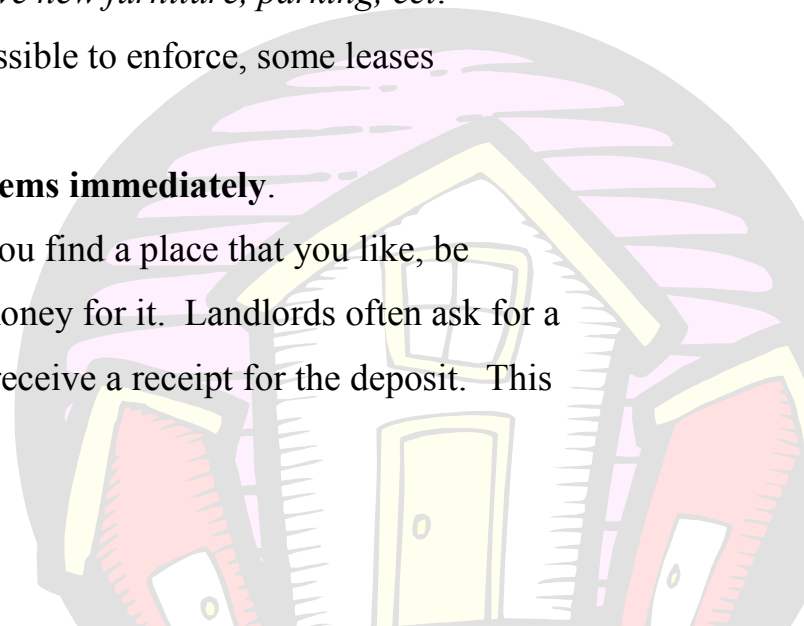 new furniture, parking, ect.
ssible to enforce, some leases
ems immediately.
ou find a place that you like, be
oney for it. Landlords often ask for a
receive a receipt for the deposit. This